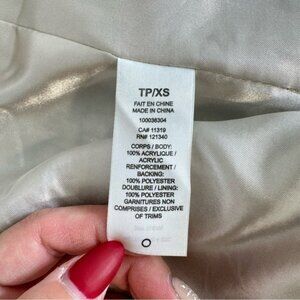 TP/XS
FAIT EN CHINE
MADE IN CHINA
100036304
CA# 11319
RN# 121340
CORPS / BODY:
100% ACRYLIQUE /
ACRYLIC
RENFORCEMENT /
BACKING:
100% POLYESTER
DOUBLURE / LINING:
100% POLYESTER
GARNITURES NON
COMPRISES / EXCLUSIVE
OF TRIMS